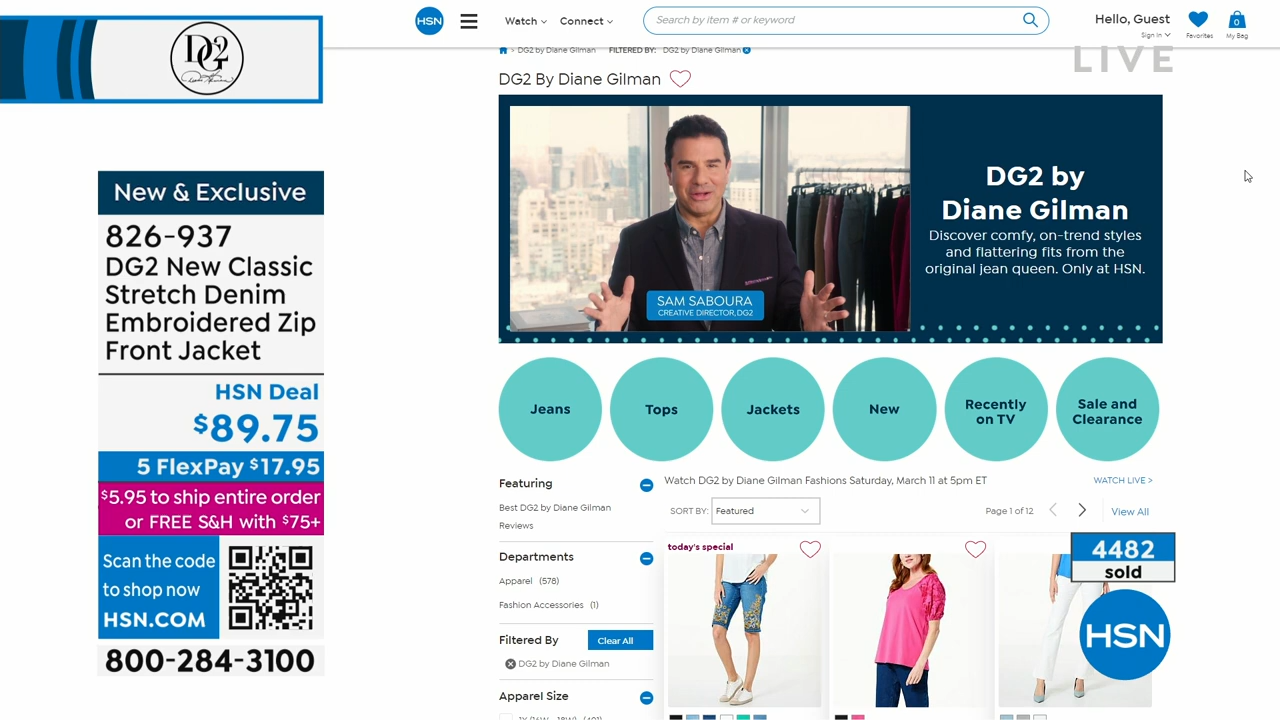 HSN
Watch
Connect
Search by item # or keyword
Hello, Guest
Sign in
Favorites
0
My Bag
LIVE
DG2
> DG2 by Diane Gilman
FILTERED BY:
DG2 by Diane Gilman
DG2 By Diane Gilman
SAM SABOURA
CREATIVE DIRECTOR, DG2
DG2 by
Diane Gilman
Discover comfy, on-trend styles
and flattering fits from the
original jean queen. Only at HSN.
New & Exclusive
826-937
DG2 New Classic
Stretch Denim
Embroidered Zip
Front Jacket
HSN Deal
$89.75
5 FlexPay $17.95
$5.95 to ship entire order
or FREE S&H with $75+
Scan the code
to shop now
HSN.COM
800-284-3100
Jeans
Tops
Jackets
New
Recently
on TV
Sale and
Clearance
Featuring
Best DG2 by Diane Gilman
Reviews
Departments
Apparel (578)
Fashion Accessories (1)
Filtered By
Clear All
DG2 by Diane Gilman
Apparel Size
Watch DG2 by Diane Gilman Fashions Saturday, March 11 at 5pm ET
WATCH LIVE >
SORT BY:
Featured
Page 1 of 12
View All
today's special
4482
sold
HSN